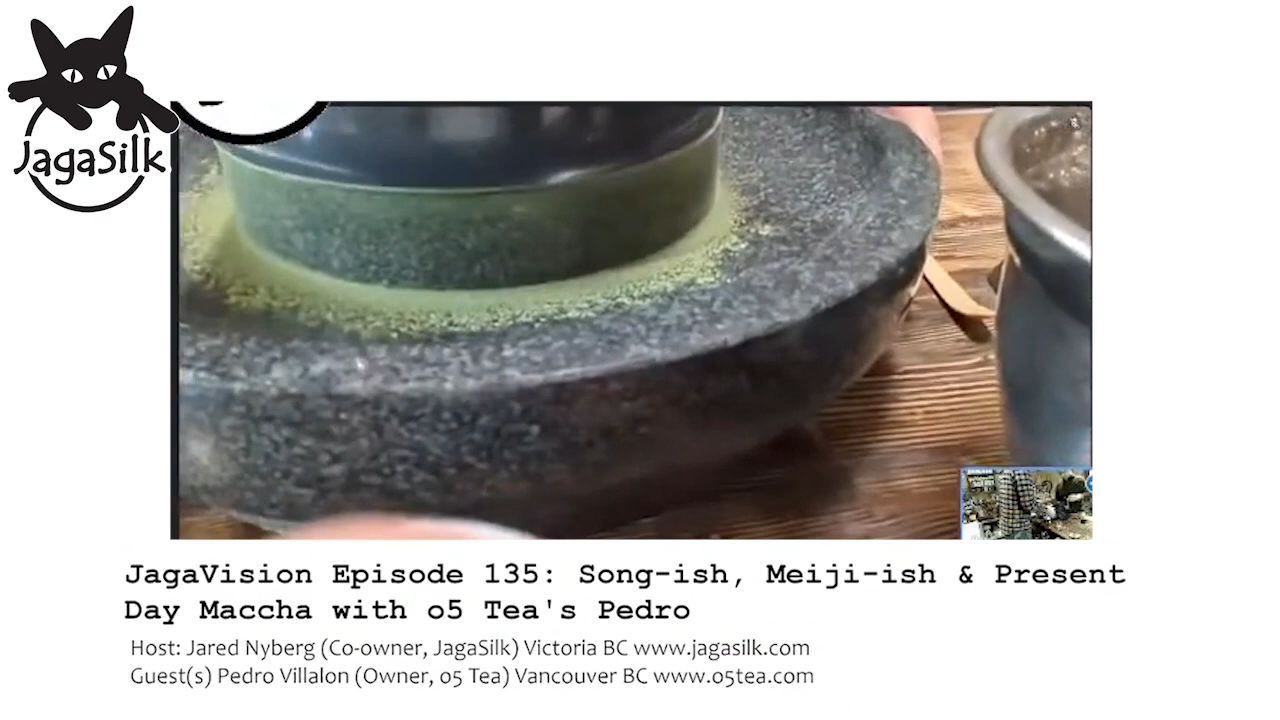 JagaSilk
JagaVision Episode 135: Song-ish, Meiji-ish & Present
Day Maccha with o5 Tea's Pedro
Host: Jared Nyberg (Co-owner, JagaSilk) Victoria BC www.jagasilk.com
Guest(s) Pedro Villalon (Owner, o5 Tea) Vancouver BC www.o5tea.com